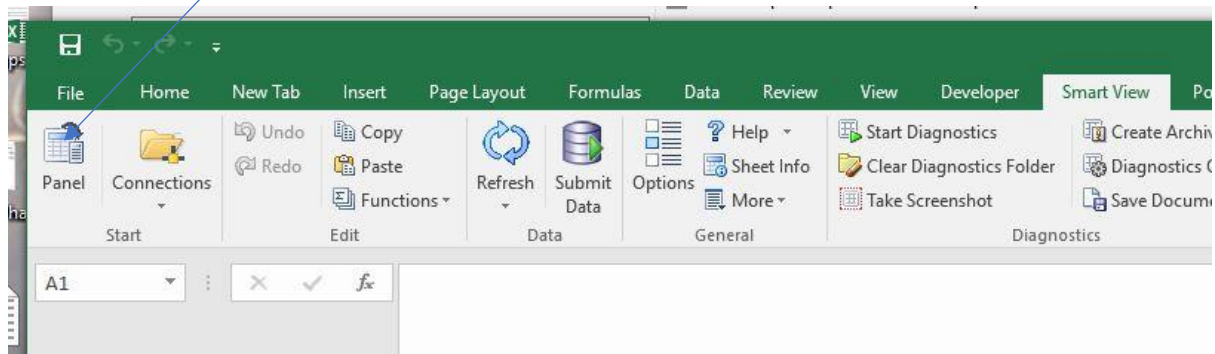 File Home New Tab Insert Page Layout Formulas Data Review View Developer Smart View
Undo Copy Help Start Diagnostics Create
Redo Paste Sheet Info Clear Diagnostics Folder Diagnostics
Panel Connections Functions Refresh Submit Data Options More Take Screenshot Save
Start Edit Data General Diagnostics
A1 fx